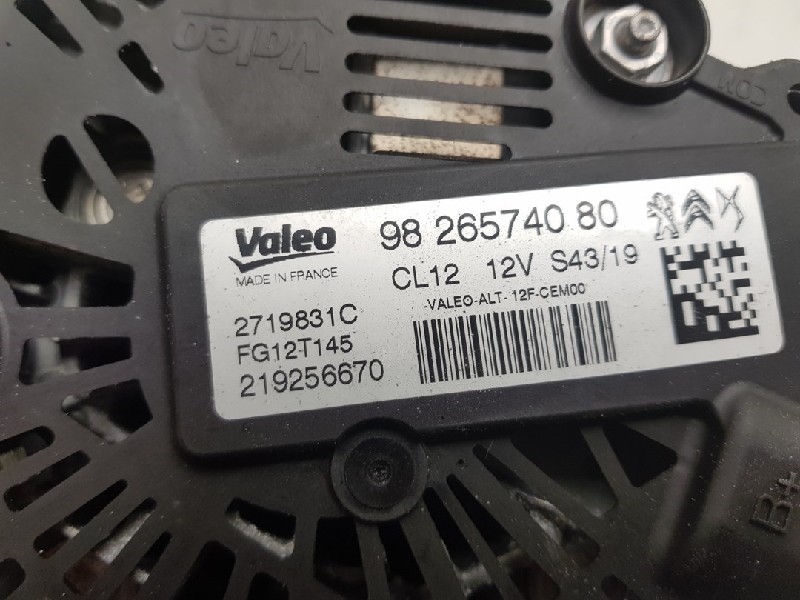 Valeo
CDM
Valeo
MADE IN FRANCE
98 265740 80
CL12 12V S43/19
-VALEO-ALT-12F-CEM00
2719831C
FG12T145
219256670
B+